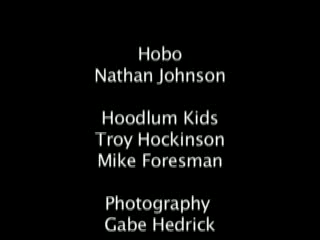 Hobo
Nathan Johnson
Hoodlum Kids
Troy Hockinson
Mike Foresman
Photography
Gabe Hedrick